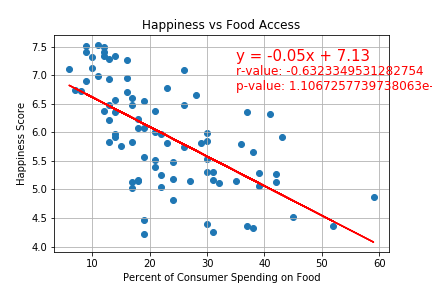 Happiness vs Food Access
y = -0.05x + 7.13
r-value: -0.6323349531282754
p-value: 1.1067257739738063e-
7.5
7.0
6.5
6.0
5.5
5.0
4.5
4.0
Happiness Score
10 20 30 40 50 60
Percent of Consumer Spending on Food